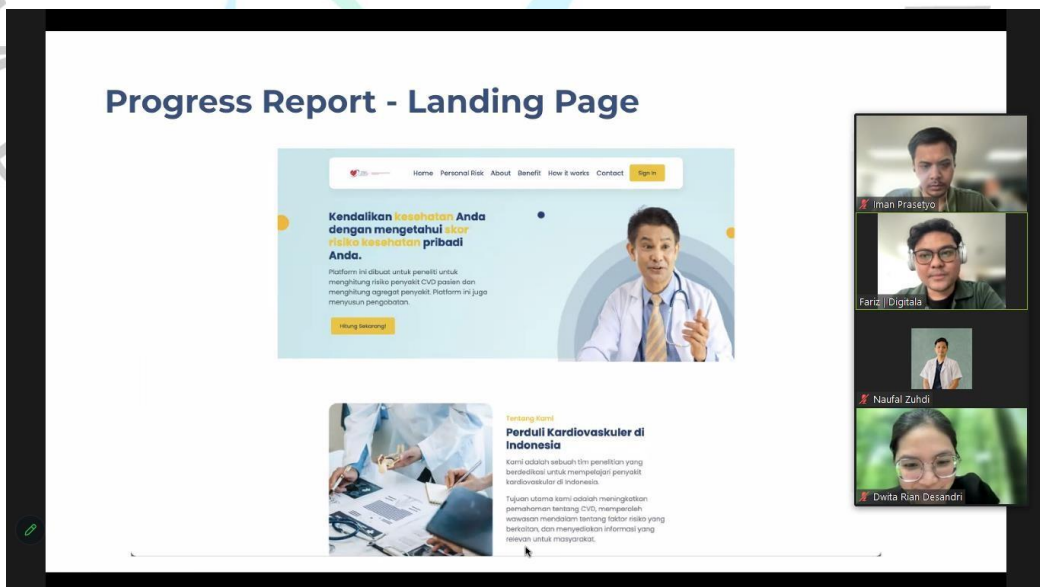 Progress Report - Landing Page
Home Personal Risk About Benefit How it works Contact Sign In
Kendalikan kesehatan Anda
dengan mengetahui skor
risiko kesehatan pribadi
Anda.
Platform ini dibuat untuk peneliti untuk
menghitung risiko penyakit CVD pasien dan
menghitung agregat penyakit. Platform ini juga
menyusun pengobatan.
Hitung Sekarang!
Tentang Kami
Perduli Kardiovaskuler di
Indonesia
Kami adalah sebuah tim penelitian yang
berdedikasi untuk mempelajari penyakit
kardiovaskular di Indonesia.
Tujuan utama kami adalah meningkatkan
pemahaman tentang CVD, memperoleh
wawasan mendalam tentang faktor risiko yang
berkaitan, dan menyediakan informasi yang
relevan untuk masyarakat.
Iman Prasetyo
Fariz | Digitala
Naufal Zuhdi
Dwita Rian Desandri